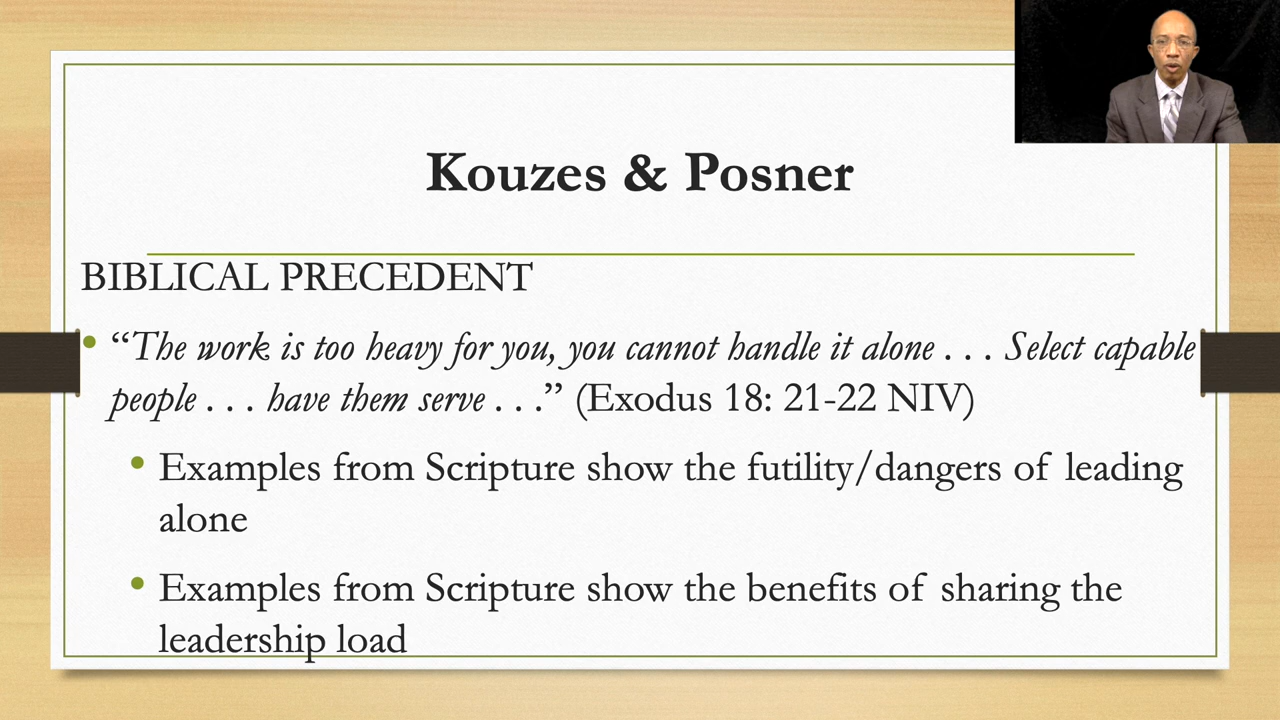 Kouzes & Posner
BIBLICAL PRECEDENT
• “The work is too heavy for you, you cannot handle it alone . . . Select capable
people . . . have them serve . . .” (Exodus 18: 21-22 NIV)
• Examples from Scripture show the futility/dangers of leading
alone
• Examples from Scripture show the benefits of sharing the
leadership load